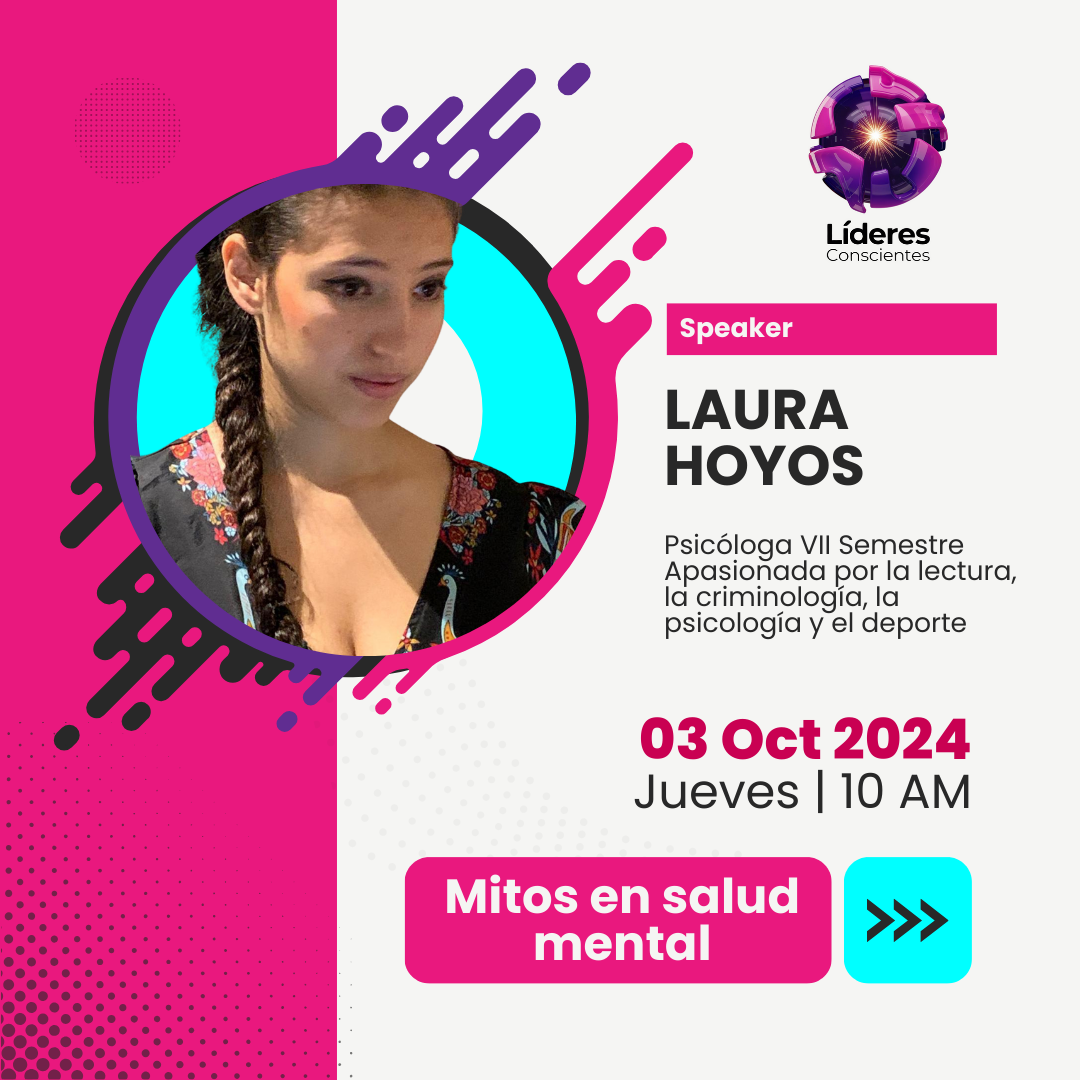 Líderes
Conscientes
Speaker
LAURA
HOYOS
Psicóloga VII Semestre
Apasionada por la lectura,
la criminología, la
psicología y el deporte
03 Oct 2024
Jueves | 10 AM
Mitos en salud
mental